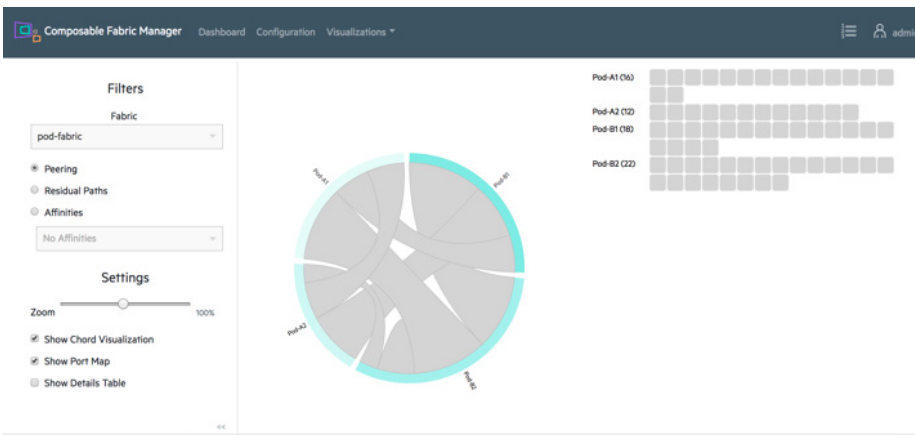 Composable Fabric Manager Dashboard Configuration Visualizations admin
Filters
Fabric
pod-fabric
Peering
Residual Paths
Affinities
No Affinities
Settings
Zoom 100%
Show Chord Visualization
Show Port Map
Show Details Table
<<
Pod-A1
Pod-B1
Pod-A2
Pod-B2
Pod-A1 (16)
Pod-A2 (12)
Pod-B1 (18)
Pod-B2 (22)